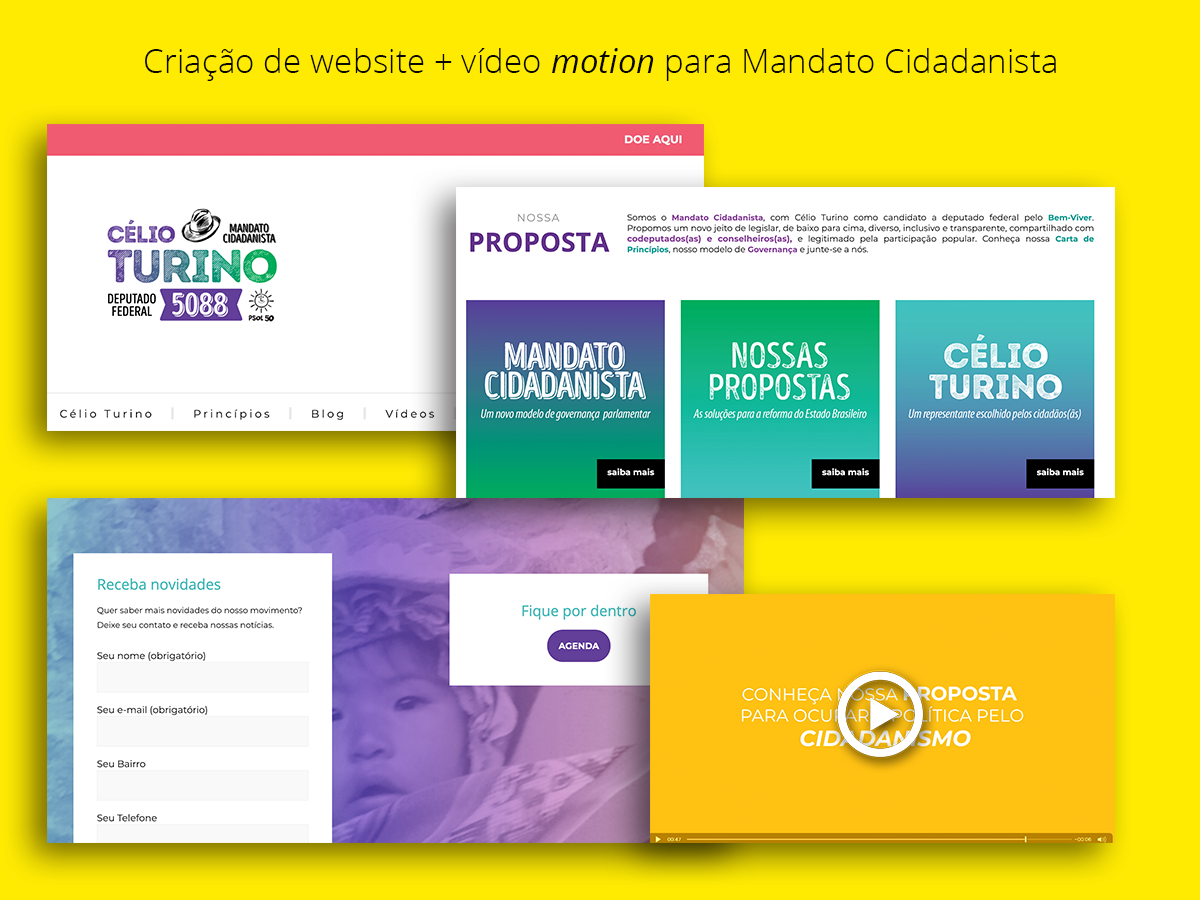 Criação de website + vídeo motion para Mandato Cidadanista
DOE AQUI
CÉLIO
MANDATO
CIDADANISTA
TURINO
DEPUTADO
FEDERAL
5088
PSOL 50
Célio Turino
Princípios
Blog
Vídeos
NOSSA
PROPOSTA
Somos o Mandato Cidadanista, com Célio Turino como candidato a deputado federal pelo Bem-Viver.
Propomos um novo jeito de legislar, de baixo para cima, diverso, inclusivo e transparente, compartilhado com
codeputados(as) e conselheiros(as), e legitimado pela participação popular. Conheça nossa Carta de
Princípios, nosso modelo de Governança e junte-se a nós.
MANDATO
CIDADANISTA
Um novo modelo de governança parlamentar
saiba mais
NOSSAS
PROPOSTAS
As soluções para a reforma do Estado Brasileiro
saiba mais
CÉLIO
TURINO
Um representante escolhido pelos cidadãos(ãs)
saiba mais
Receba novidades
Quer saber mais novidades do nosso movimento?
Deixe seu contato e receba nossas notícias.
Seu nome (obrigatório)
Seu e-mail (obrigatório)
Seu Bairro
Seu Telefone
Fique por dentro
AGENDA
CONHEÇA NOSSA PROPOSTA
PARA OCUPAR A POLÍTICA PELO
CIDADANISMO
00:47
-00:06